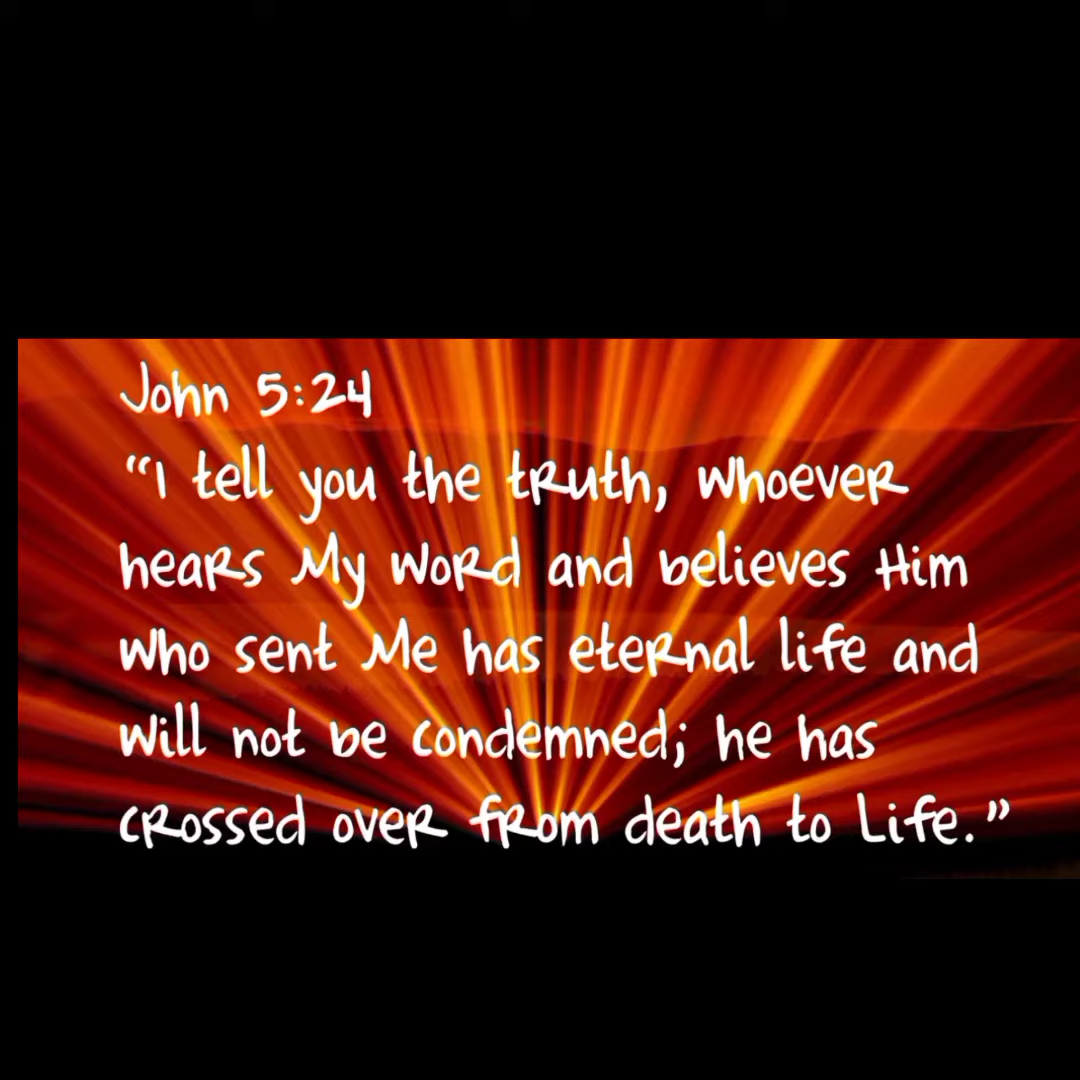 John 5:24
“I tell you the truth, whoever
hears My word and believes Him
who sent Me has eternal life and
will not be condemned; he has
crossed over from death to Life.”